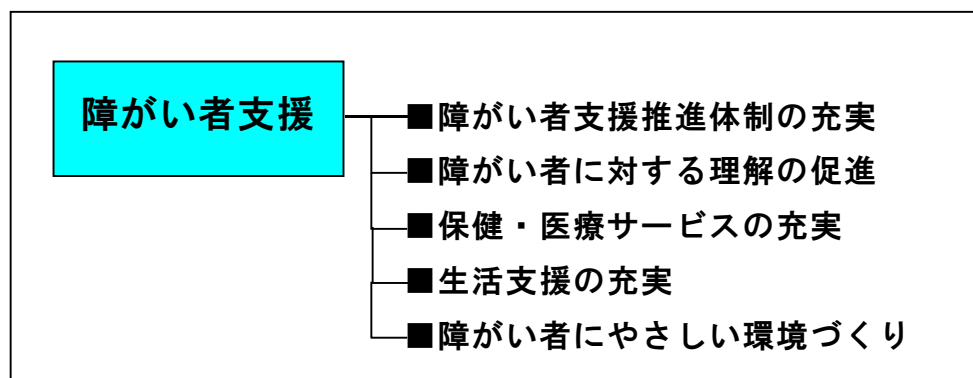 障がい者支援
■障がい者支援推進体制の充実
■障がい者に対する理解の促進
■保健・医療サービスの充実
■生活支援の充実
■障がい者にやさしい環境づくり